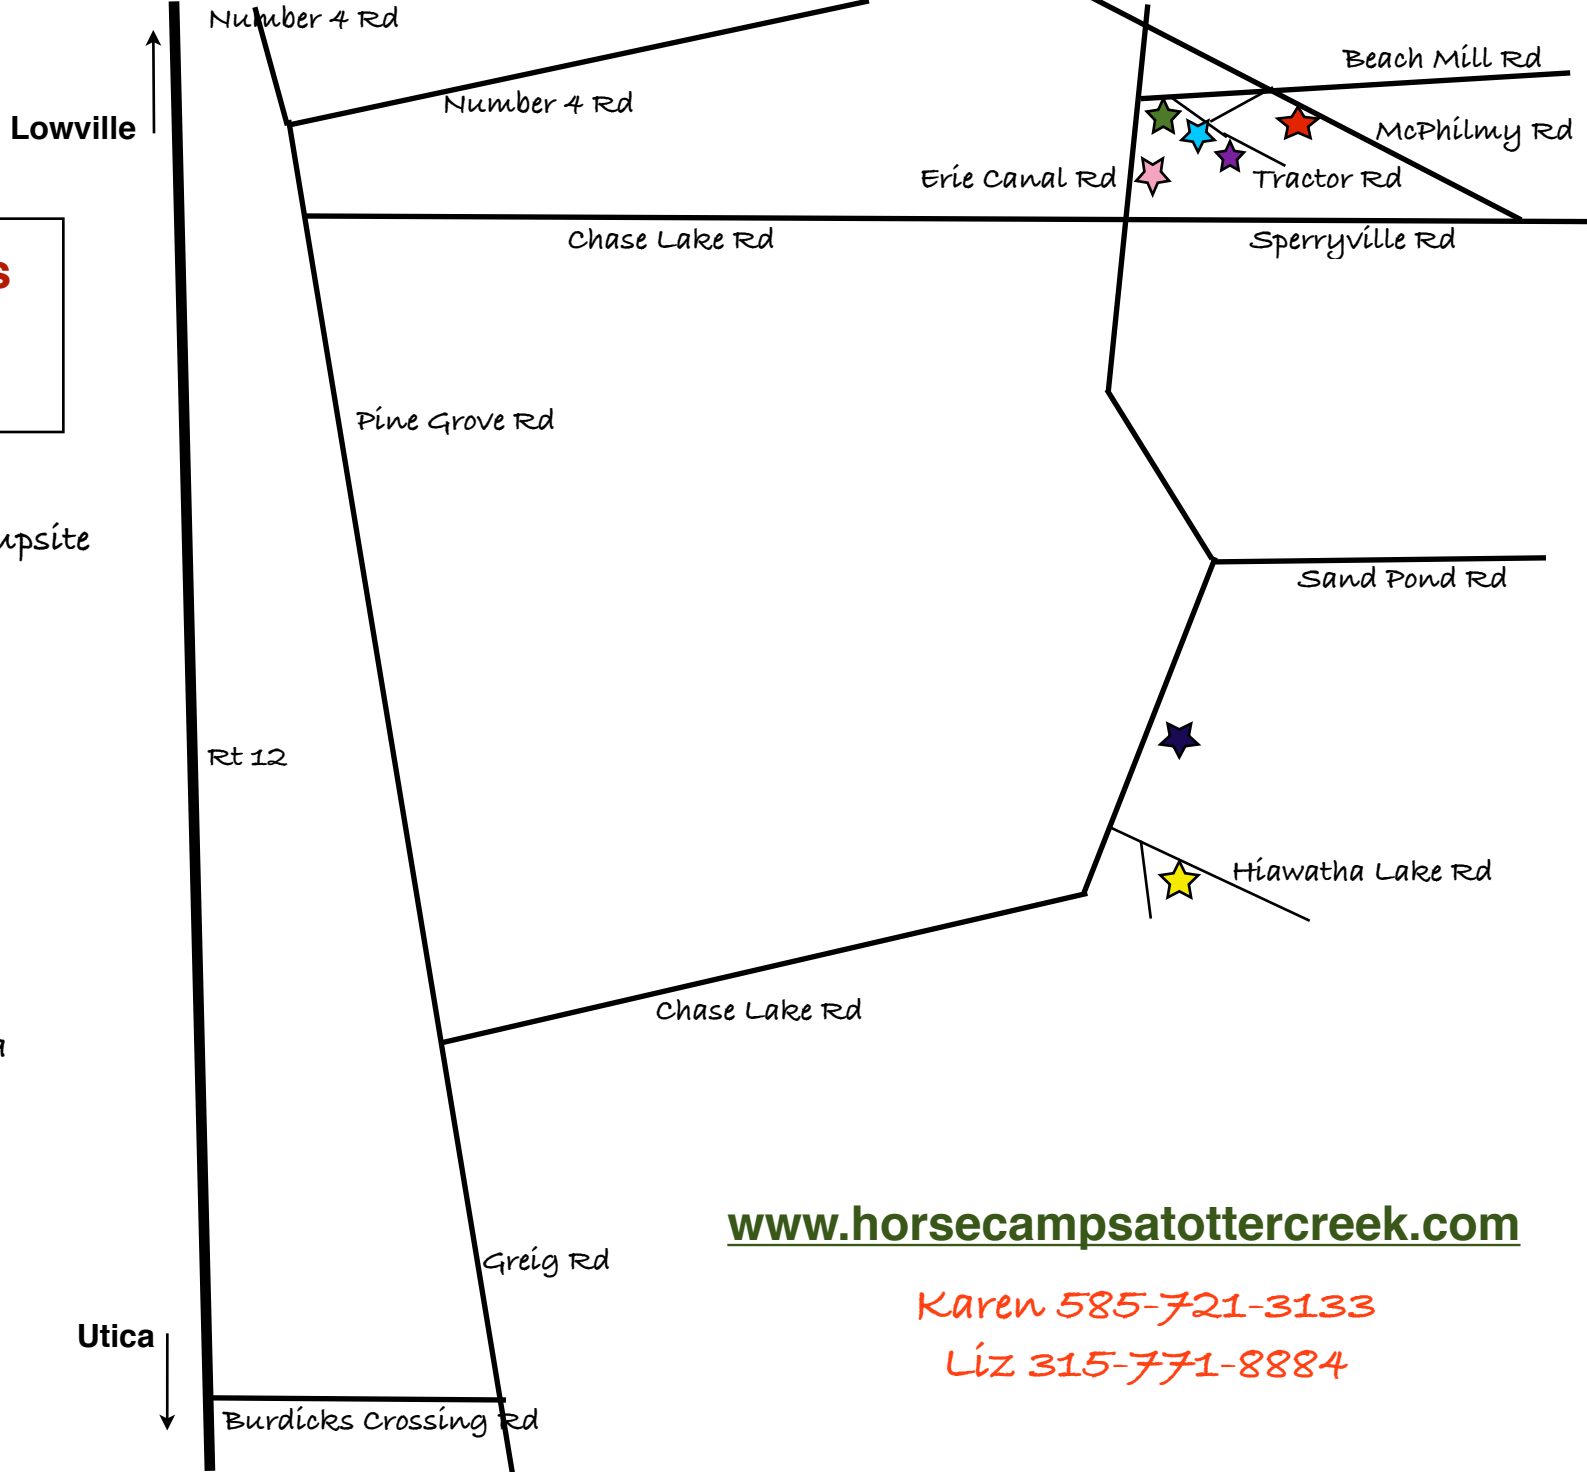 Number 4 Rd
Beach Mill Rd
Number 4 Rd
Lowville
McPhilmy Rd
Erie Canal Rd
Tractor Rd
Chase Lake Rd
Sperryville Rd
s
Pine Grove Rd
mpsite
Sand Pond Rd
Rt 12
Hiawatha Lake Rd
Chase Lake Rd
www.horsecampsatottercreek.com
Greig Rd
Karen 585-721-3133
Utica
Liz 315-771-8884
Burdicks Crossing Rd